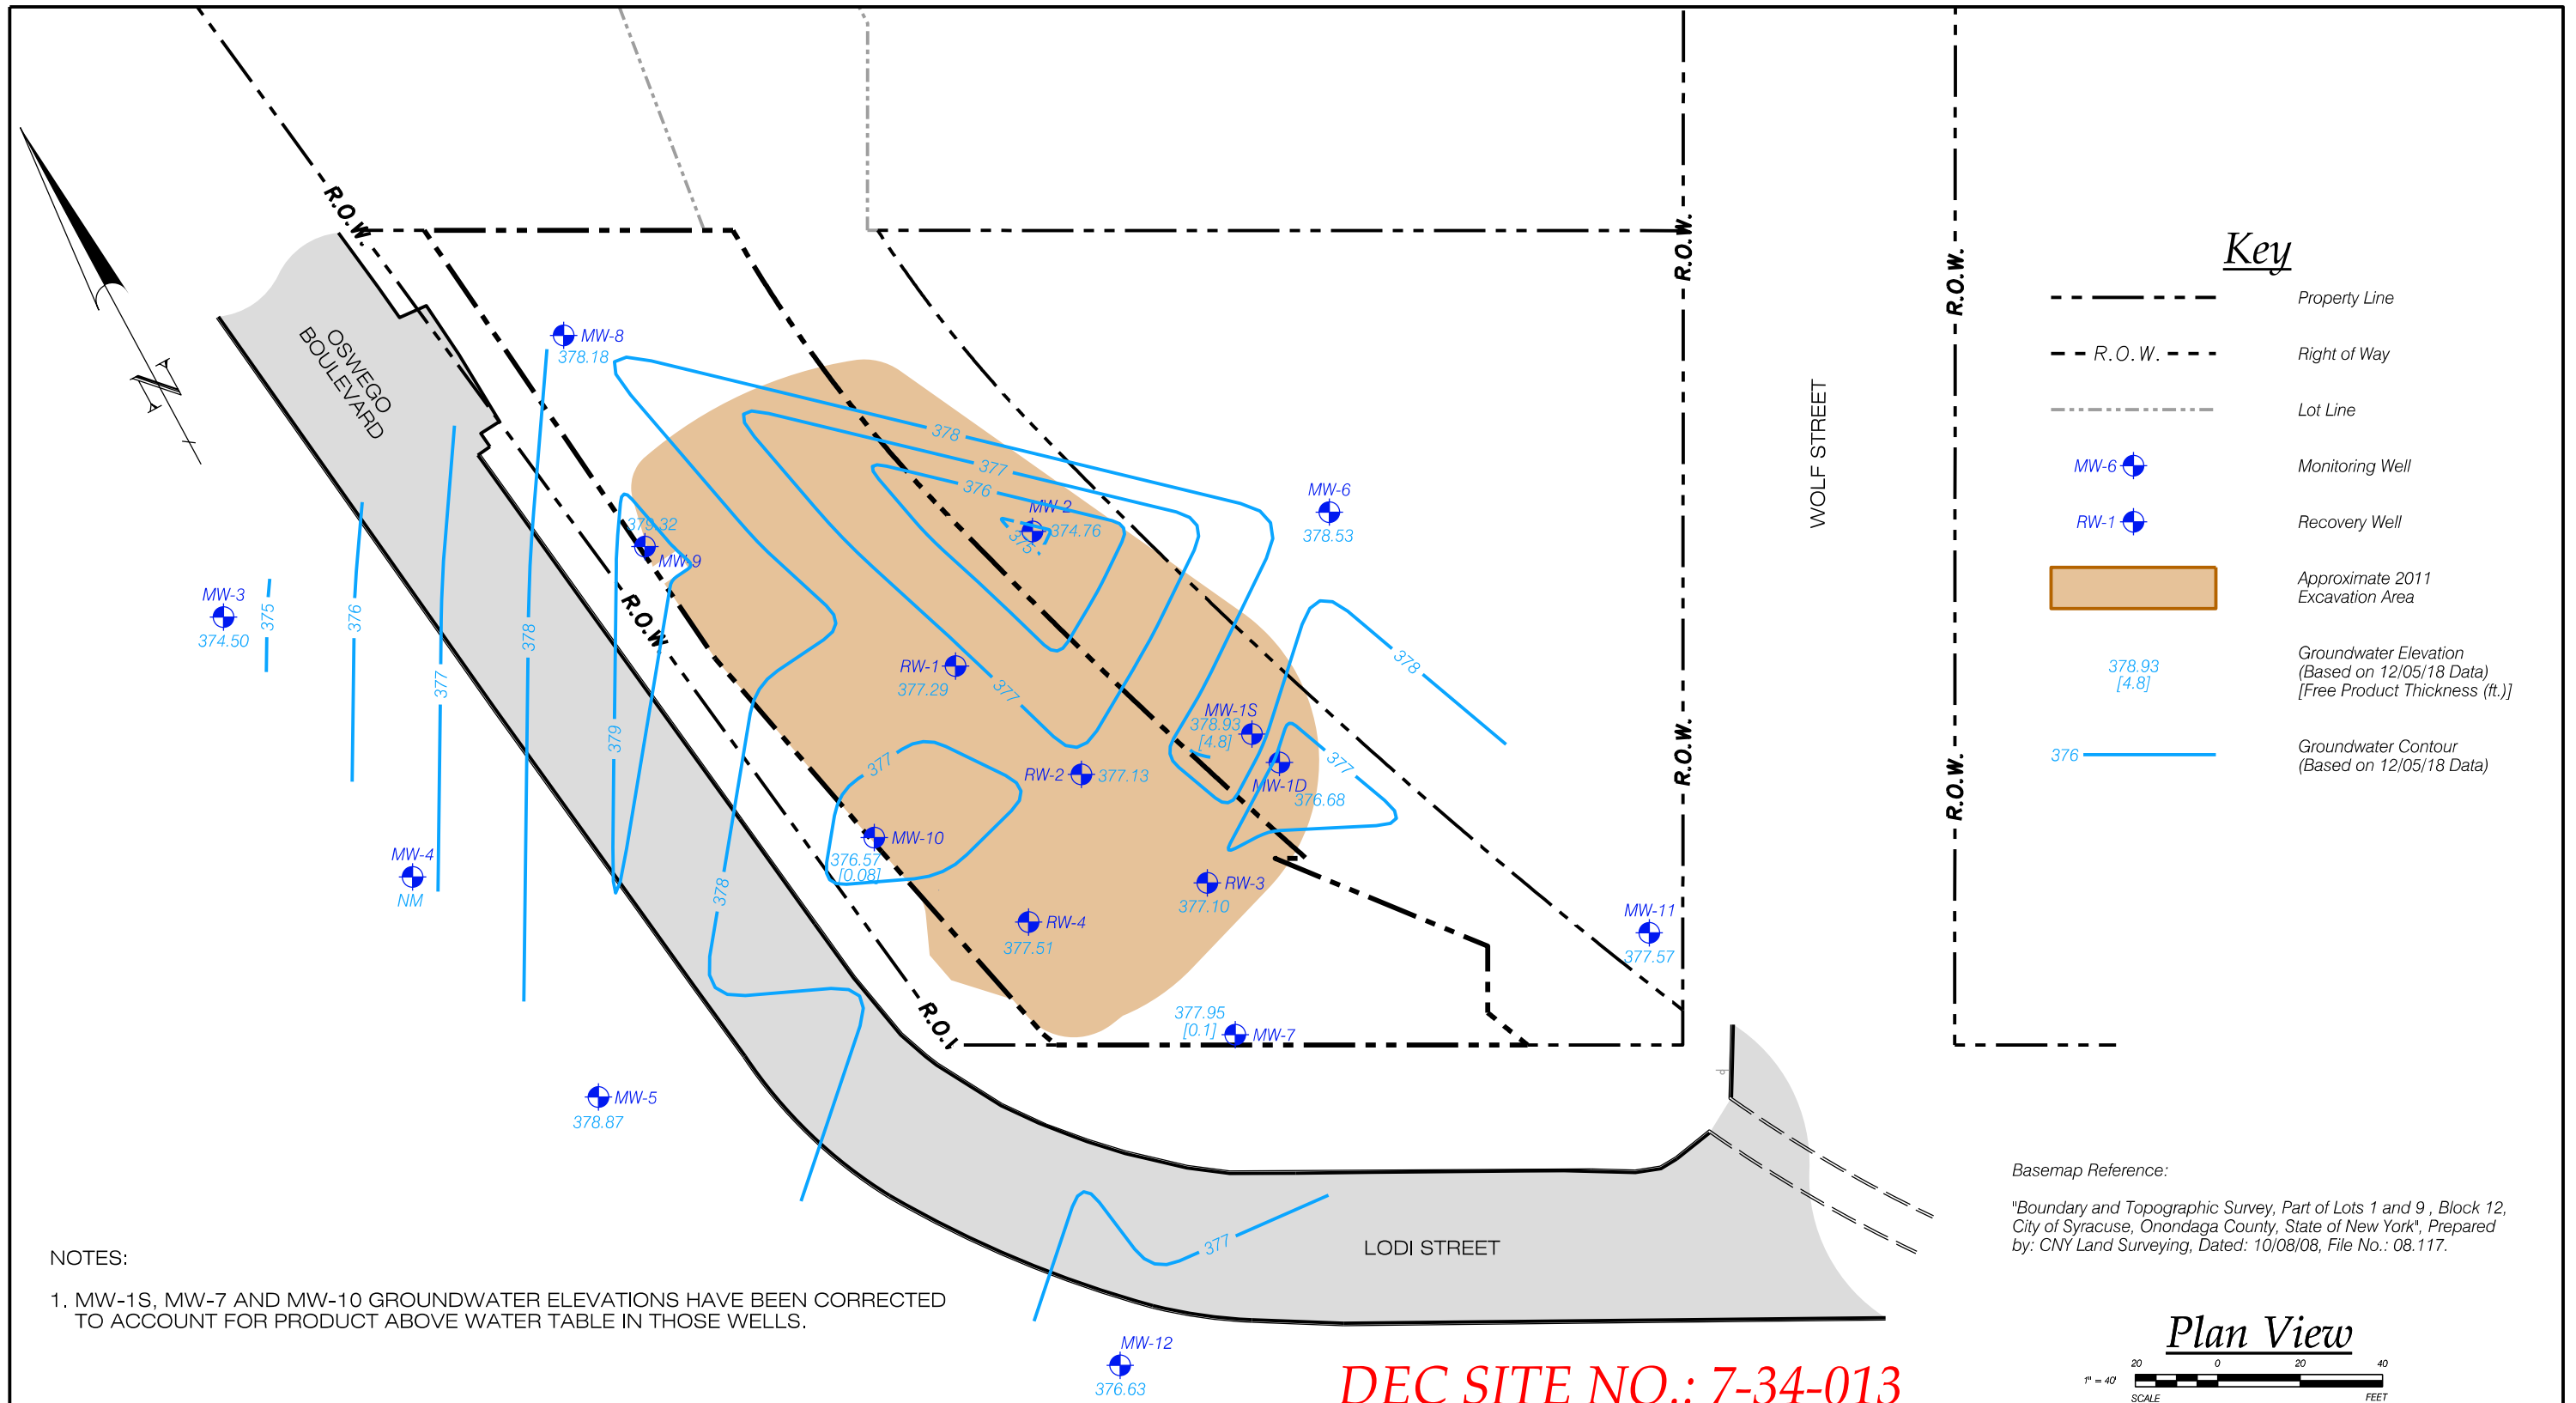 R.O.W.
OSWEGO
BOULEVARD
N
MW-8
378.18
378
377
376
MW-2
374.76
375
MW-6
378.53
379.32
MW-9
R.O.W.
MW-3
374.50
375
376
377
378
379
378
RW-1
377.29
377
MW-1S
378.93
[4.8]
378
377
MW-1D
376.68
RW-2
377.13
377
MW-10
376.57
[0.08]
MW-4
NM
RW-3
377.10
RW-4
377.51
MW-11
377.57
377.95
[0.1]
MW-7
MW-5
378.87
377
MW-12
376.63
LODI STREET
WOLF STREET
R.O.W.
R.O.W.
R.O.W.
R.O.W.
Key
Property Line
R.O.W.
Right of Way
Lot Line
MW-6
Monitoring Well
RW-1
Recovery Well
Approximate 2011
Excavation Area
378.93
[4.8]
Groundwater Elevation
(Based on 12/05/18 Data)
[Free Product Thickness (ft.)]
376
Groundwater Contour
(Based on 12/05/18 Data)
Basemap Reference:
"Boundary and Topographic Survey, Part of Lots 1 and 9 , Block 12,
City of Syracuse, Onondaga County, State of New York", Prepared
by: CNY Land Surveying, Dated: 10/08/08, File No.: 08.117.
NOTES:
1. MW-1S, MW-7 AND MW-10 GROUNDWATER ELEVATIONS HAVE BEEN CORRECTED
TO ACCOUNT FOR PRODUCT ABOVE WATER TABLE IN THOSE WELLS.
DEC SITE NO.: 7-34-013
Plan View
20 0 20 40
1" = 40'
SCALE FEET